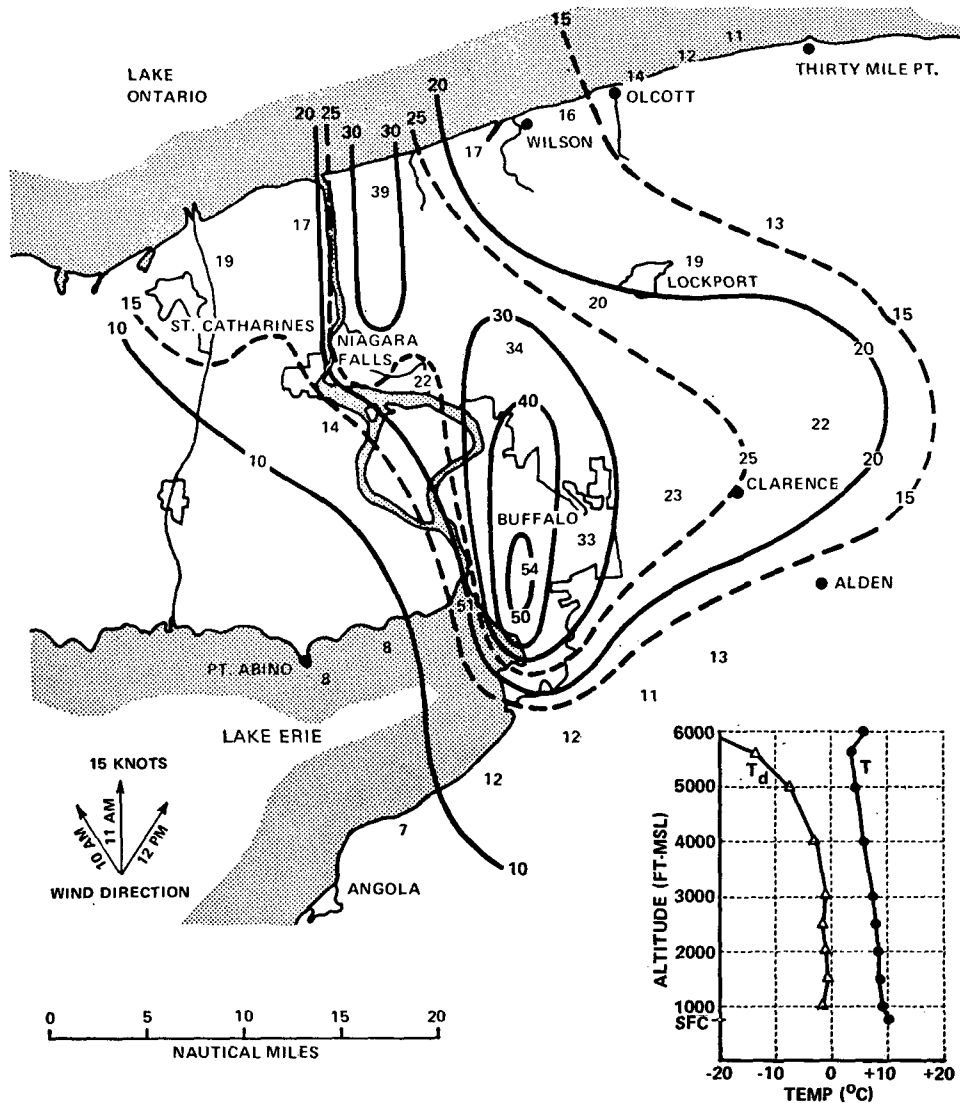 15
11
12
THIRTY MILE PT.
LAKE
ONTARIO
14
OLCOTT
20
16
20 25
30
30
25
WILSON
17
39
17
13
19
19
LOCKPORT
15
20
15
ST. CATHARINES
10
30
NIAGARA
FALLS
34
20
22
40
22
14
10
25
20
CLARENCE
15
23
BUFFALO
33
54
ALDEN
51
50
8
PT. ABINO
8
13
11
LAKE ERIE
12
12
7
10
ANGOLA
15 KNOTS
10 AM
11 AM
12 PM
WIND DIRECTION
0 5 10 15 20
NAUTICAL MILES
6000
5000
4000
3000
2000
1000
SFC
ALTITUDE (FT-MSL)
Td
T
-20 -10 0 +10 +20
TEMP (°C)